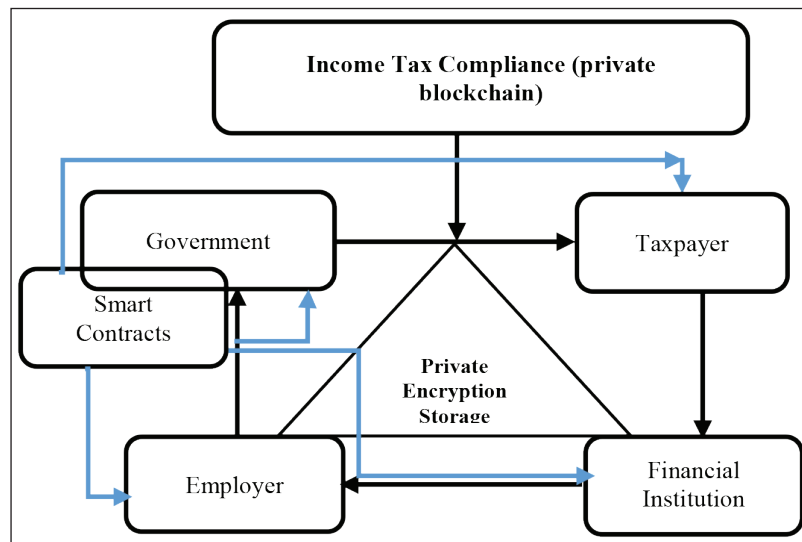 Income Tax Compliance (private
blockchain)
Government
Taxpayer
Smart
Contracts
Private
Encryption
Storage
Employer
Financial
Institution